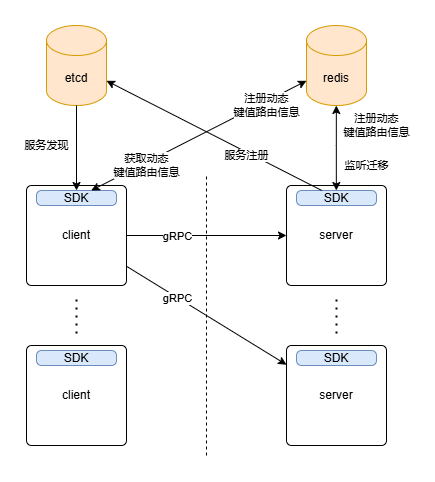 etcd
redis
注册动态
键值路由信息
注册动态
键值路由信息
服务发现
获取动态
键值路由信息
服务注册
监听迁移
SDK
client
SDK
server
gRPC
gRPC
SDK
client
SDK
server